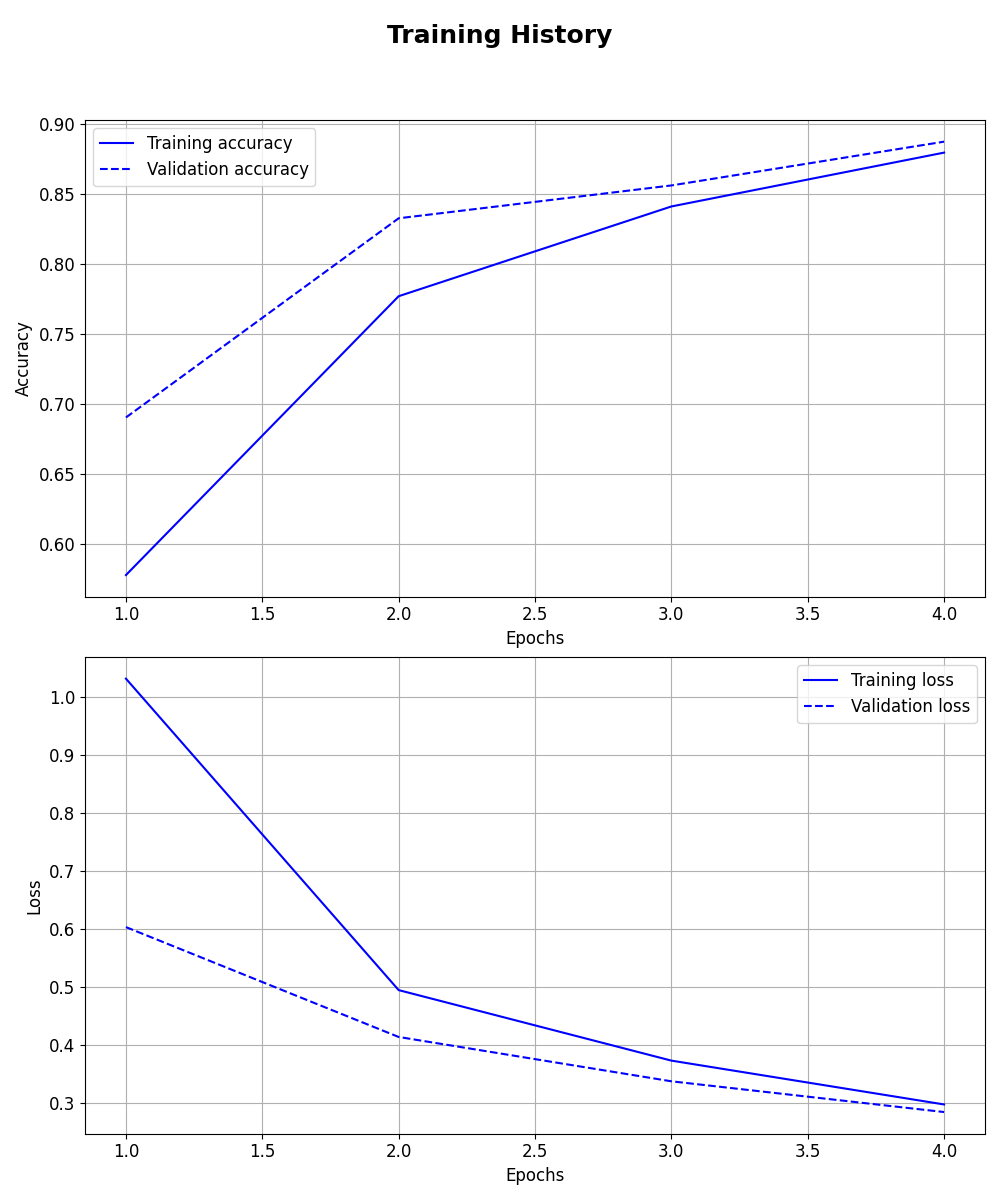 Training History
0.90
0.85
0.80
0.75
0.70
0.65
0.60
Accuracy
Training accuracy
Validation accuracy
1.0 1.5 2.0 2.5 3.0 3.5 4.0
Epochs
1.0
0.9
0.8
0.7
0.6
0.5
0.4
0.3
Loss
Training loss
Validation loss
1.0 1.5 2.0 2.5 3.0 3.5 4.0
Epochs